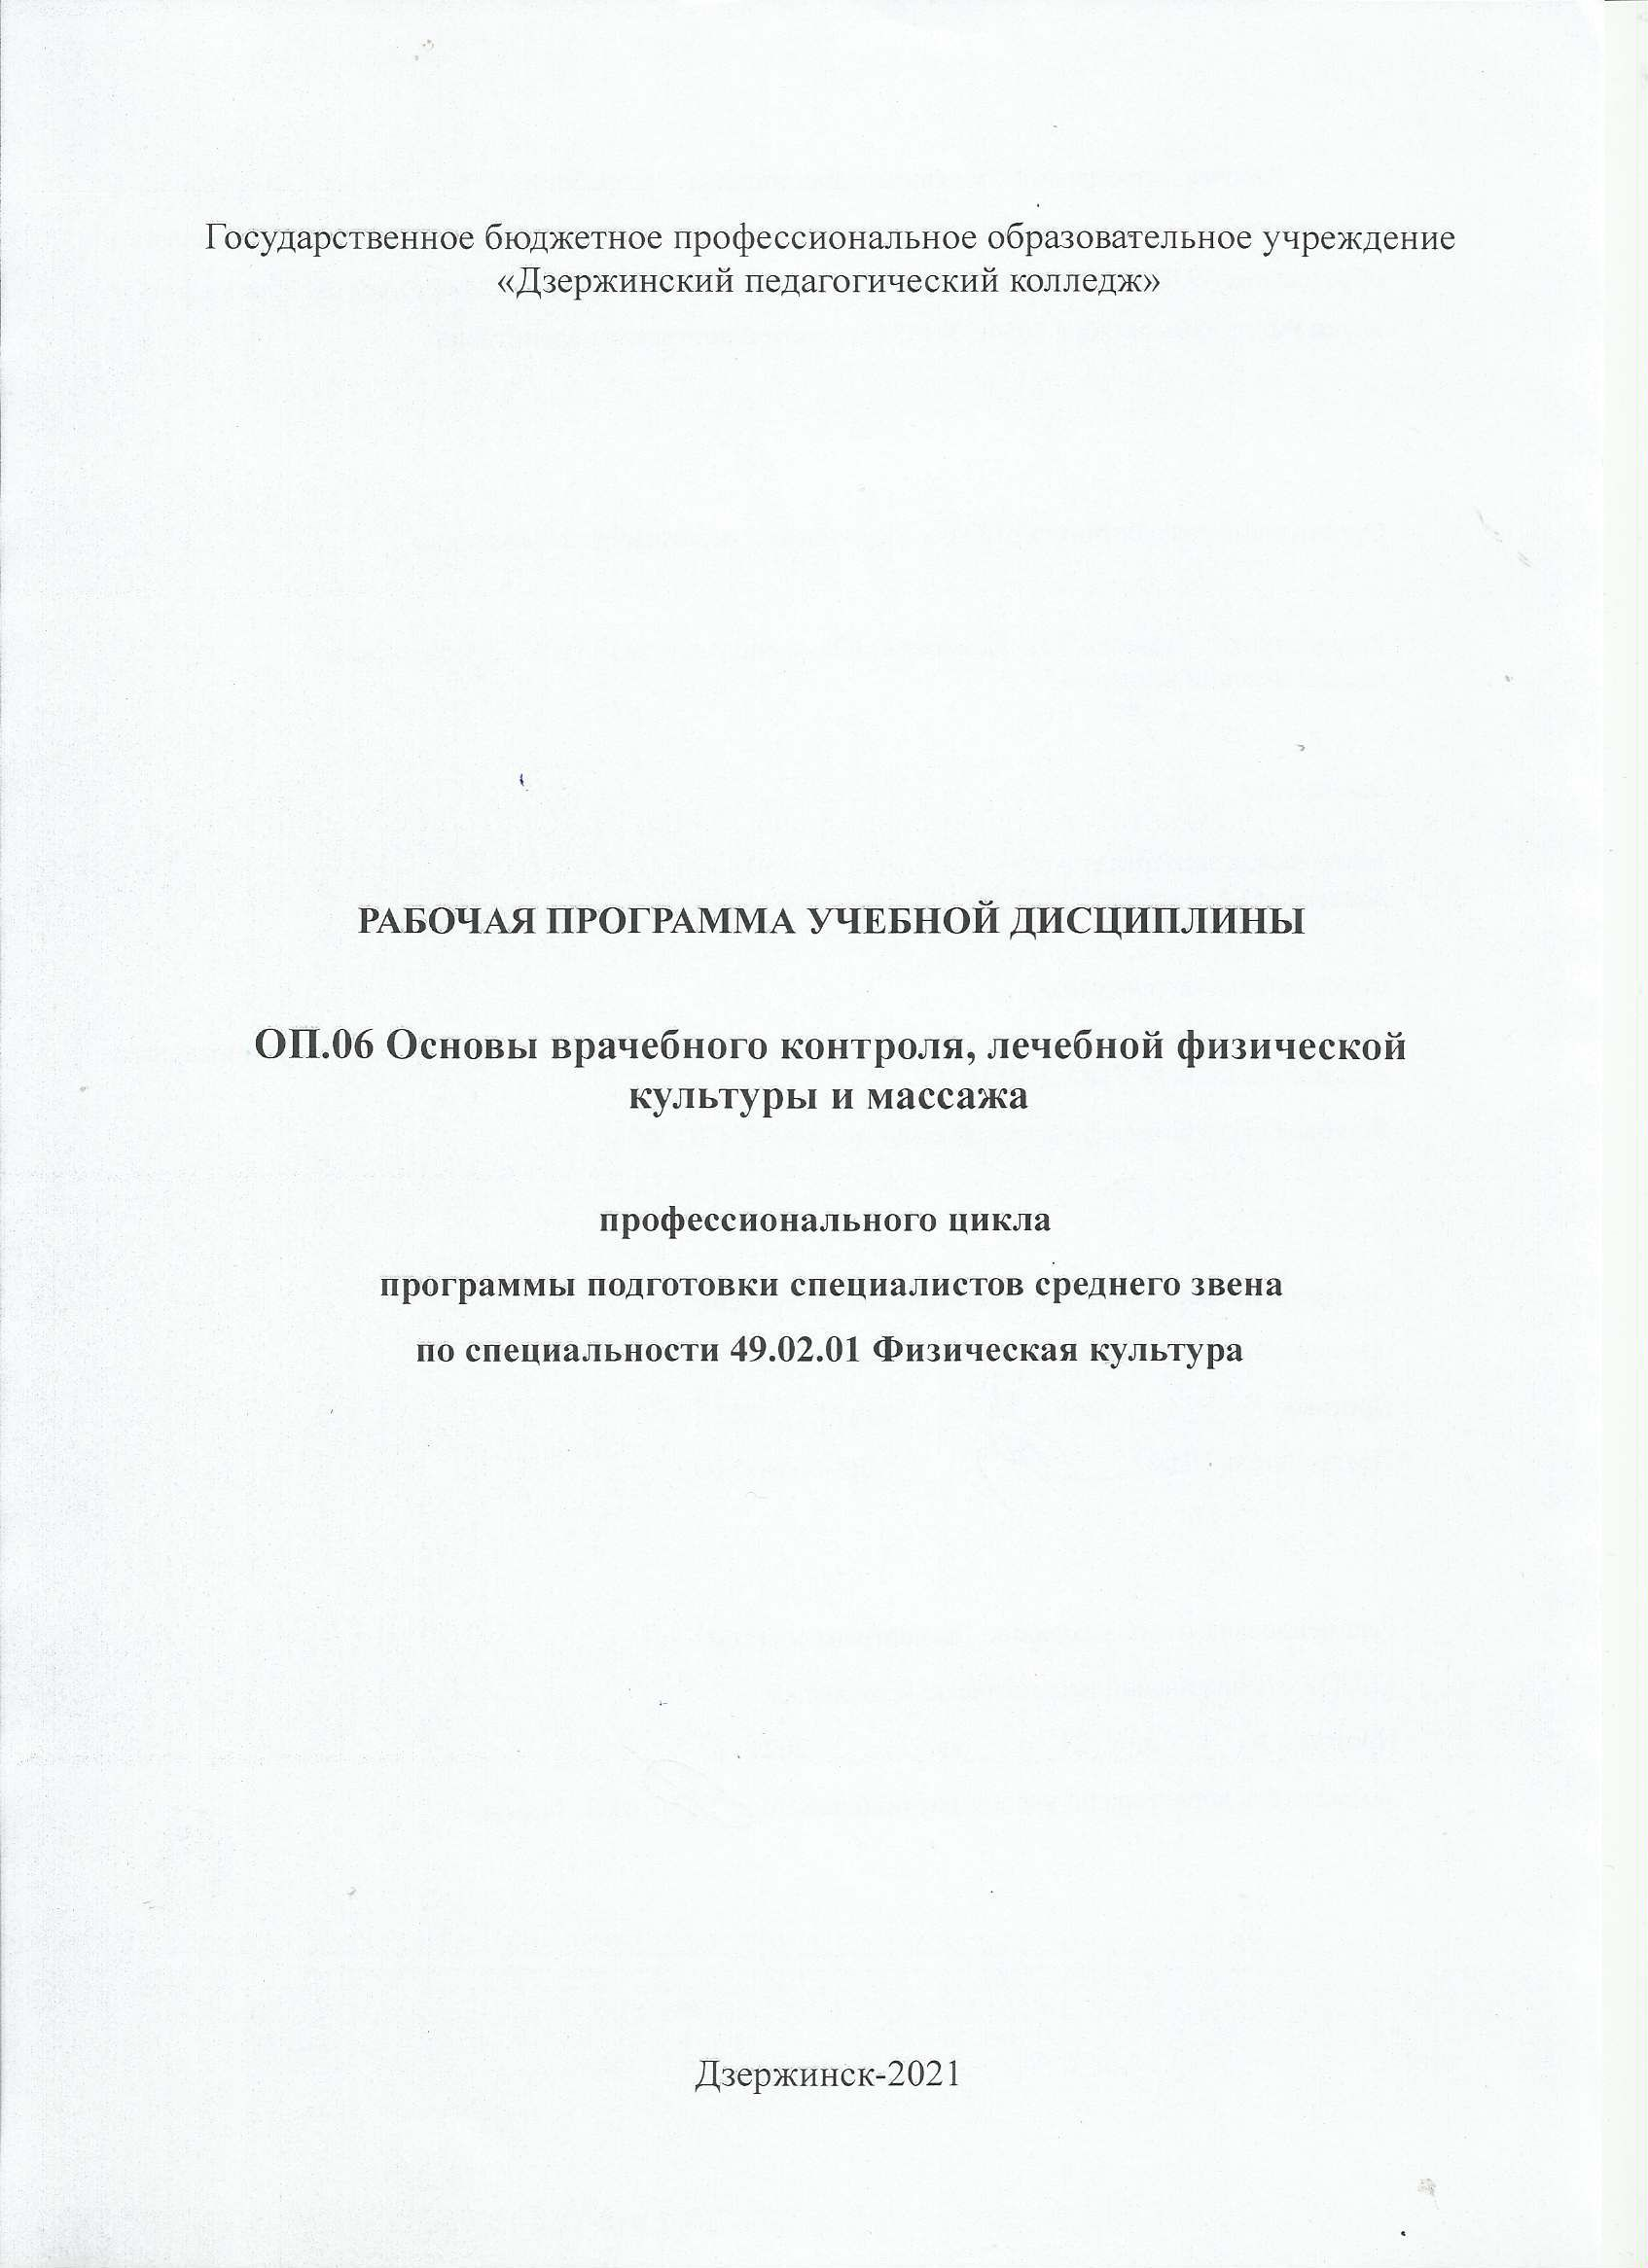 Государственное бюджетное профессиональное образовательное учреждение
«Дзержинский педагогический колледж»
РАБОЧАЯ ПРОГРАММА УЧЕБНОЙ ДИСЦИПЛИНЫ
ОП.06 Основы врачебного контроля, лечебной физической
культуры и массажа
профессионального цикла
программы подготовки специалистов среднего звена
по специальности 49.02.01 Физическая культура
Дзержинск-2021